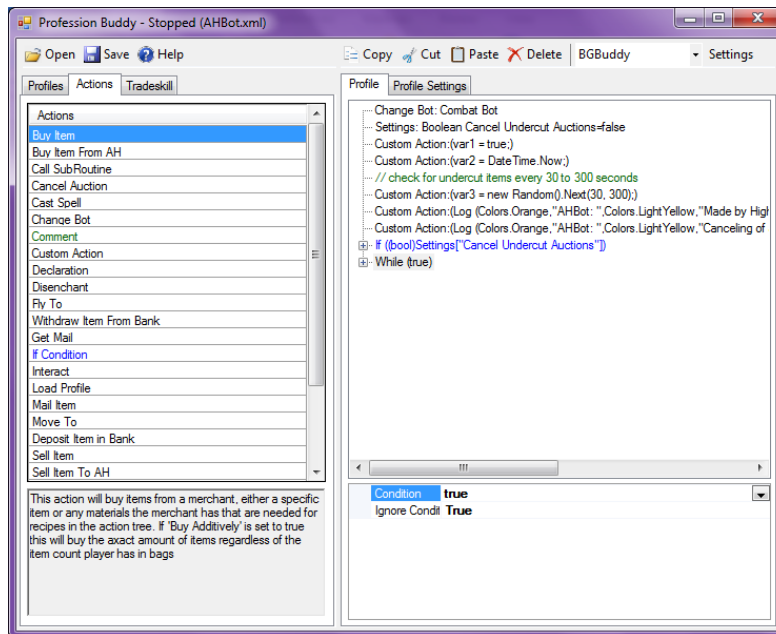 Profession Buddy - Stopped (AHBot.xml)
Open Save Help
Copy Cut Paste Delete BGBuddy Settings
Profiles Actions Tradeskill
Actions
Buy Item
Buy Item From AH
Call SubRoutine
Cancel Auction
Cast Spell
Change Bot
Comment
Custom Action
Declaration
Disenchant
Fly To
Withdraw Item From Bank
Get Mail
If Condition
Interact
Load Profile
Mail Item
Move To
Deposit Item in Bank
Sell Item
Sell Item To AH
This action will buy items from a merchant, either a specific
item or any materials the merchant has that are needed for
recipes in the action tree. If 'Buy Additively' is set to true
this will buy the axact amount of items regardless of the
item count player has in bags
Profile Profile Settings
Change Bot: Combat Bot
Settings: Boolean Cancel Undercut Auctions=false
Custom Action:(var1 = true;)
Custom Action:(var2 = DateTime.Now;)
// check for undercut items every 30 to 300 seconds
Custom Action:(var3 = new Random().Next(30, 300);)
Custom Action:(Log (Colors.Orange,"AHBot: ",Colors.LightYellow,"Made by High
Custom Action:(Log (Colors.Orange,"AHBot: ",Colors.LightYellow,"Canceling of
If ((bool)Settings["Cancel Undercut Auctions"])
While (true)
Condition true
Ignore Condit True